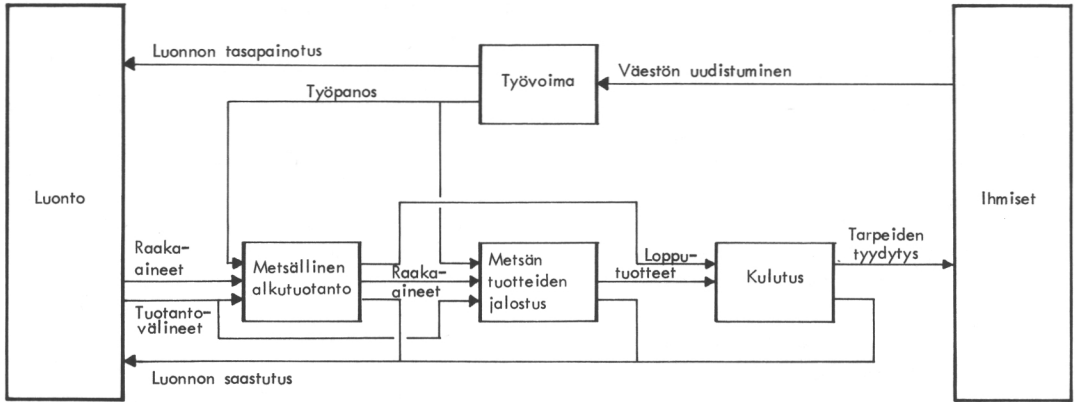 Luonnon tasapainotus
Työvoima
Väestön uudistuminen
Työpanos
Luonto
Ihmiset
Raaka-
aineet
Metsällinen
alkutuotanto
Raaka-
aineet
Metsän
tuotteiden
jalostus
Loppu-
tuotteet
Kulutus
Tarpeiden
tyydytys
Tuotanto-
välineet
Luonnon saastutus